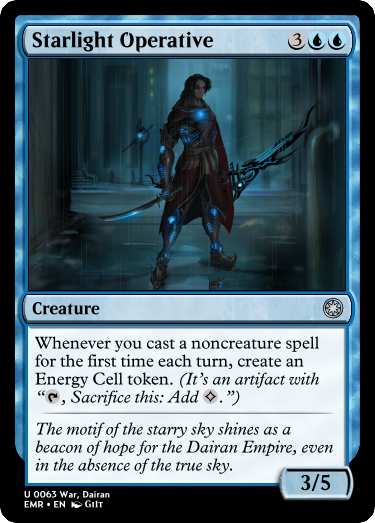 Starlight Operative 3
Creature
Whenever you cast a noncreature spell
for the first time each turn, create an
Energy Cell token. (It's an artifact with
“, Sacrifice this: Add .”)
The motif of the starry sky shines as a
beacon of hope for the Dairan Empire, even
in the absence of the true sky.
3/5
U 0063 War, Dairan
EMR • EN Gilt